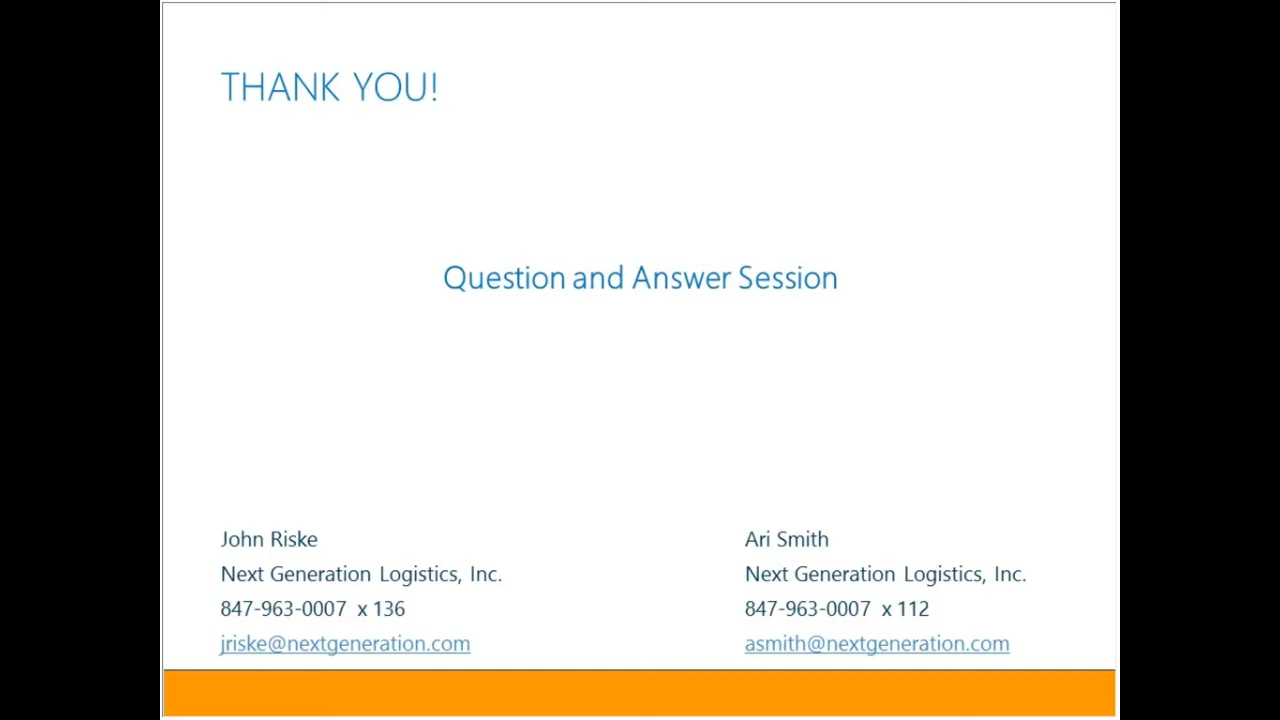 THANK YOU!
Question and Answer Session
John Riske
Next Generation Logistics, Inc.
847-963-0007 x 136
jriske@nextgeneration.com
Ari Smith
Next Generation Logistics, Inc.
847-963-0007 x 112
asmith@nextgeneration.com